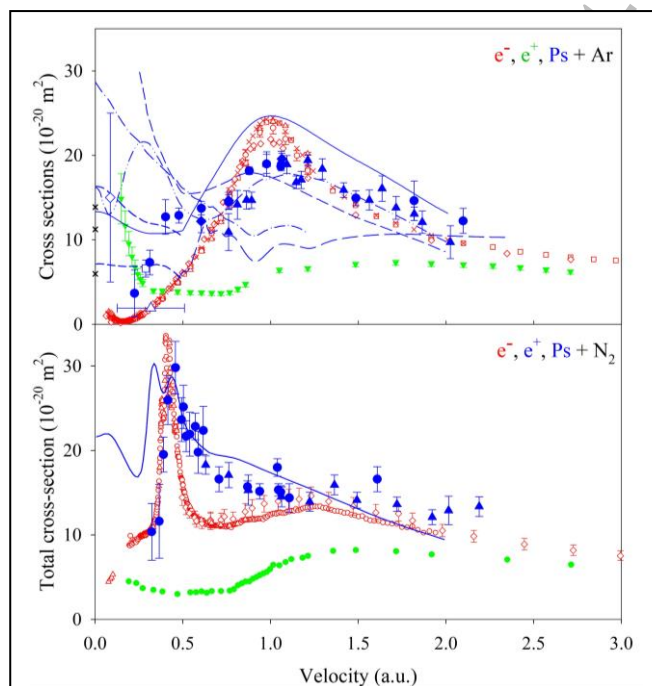 e⁻, e⁺, Ps + Ar
Cross sections (10⁻²⁰ m²)
30
20
10
0
e⁻, e⁺, Ps + N₂
Total cross-section (10⁻²⁰ m²)
30
20
10
0
0.0 0.5 1.0 1.5 2.0 2.5 3.0
Velocity (a.u.)